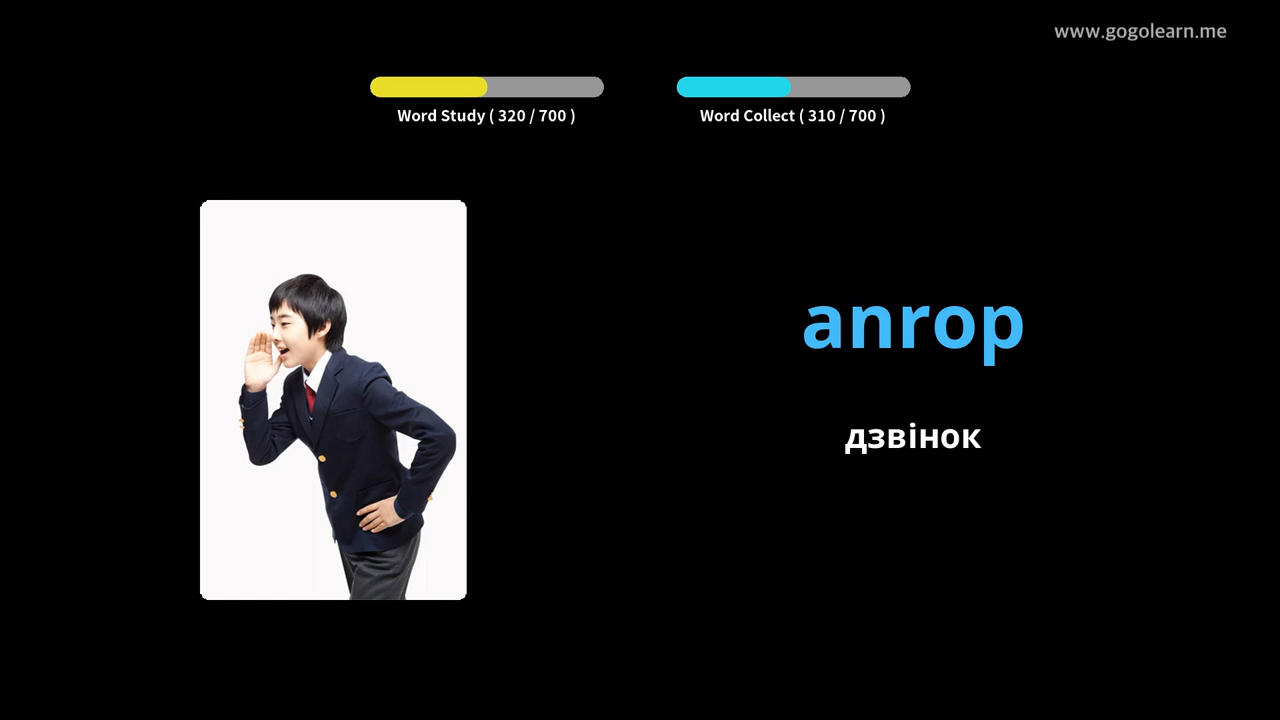 www.gogolearn.me
Word Study ( 320 / 700 )
Word Collect ( 310 / 700 )
anrop
дзвінок